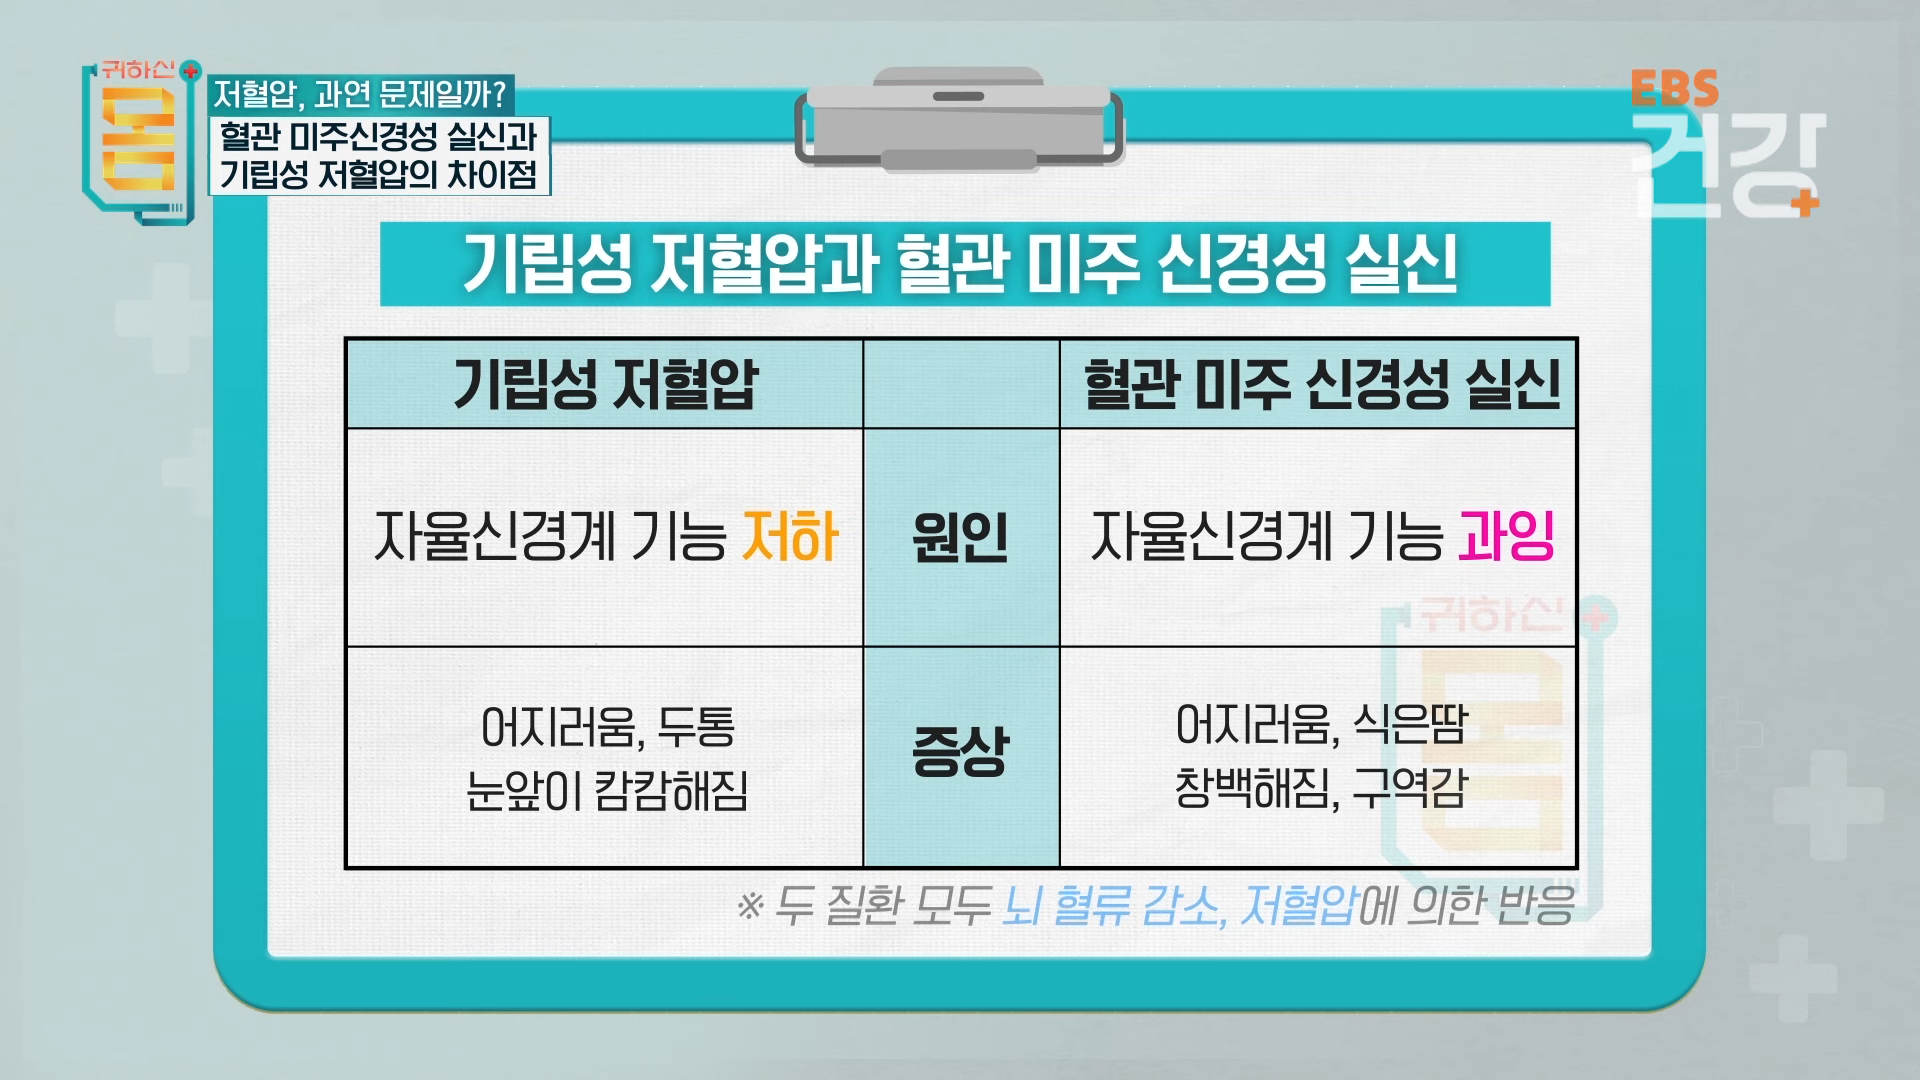 귀하신
몸
저혈압, 과연 문제일까?
혈관 미주신경성 실신과
기립성 저혈압의 차이점
EBS
건강
기립성 저혈압과 혈관 미주 신경성 실신
기립성 저혈압
혈관 미주 신경성 실신
자율신경계 기능 저하
원인
자율신경계 기능 과잉
어지러움, 두통
눈앞이 캄캄해짐
증상
어지러움, 식은땀
창백해짐, 구역감
귀하신
몸
※ 두 질환 모두 뇌 혈류 감소, 저혈압에 의한 반응